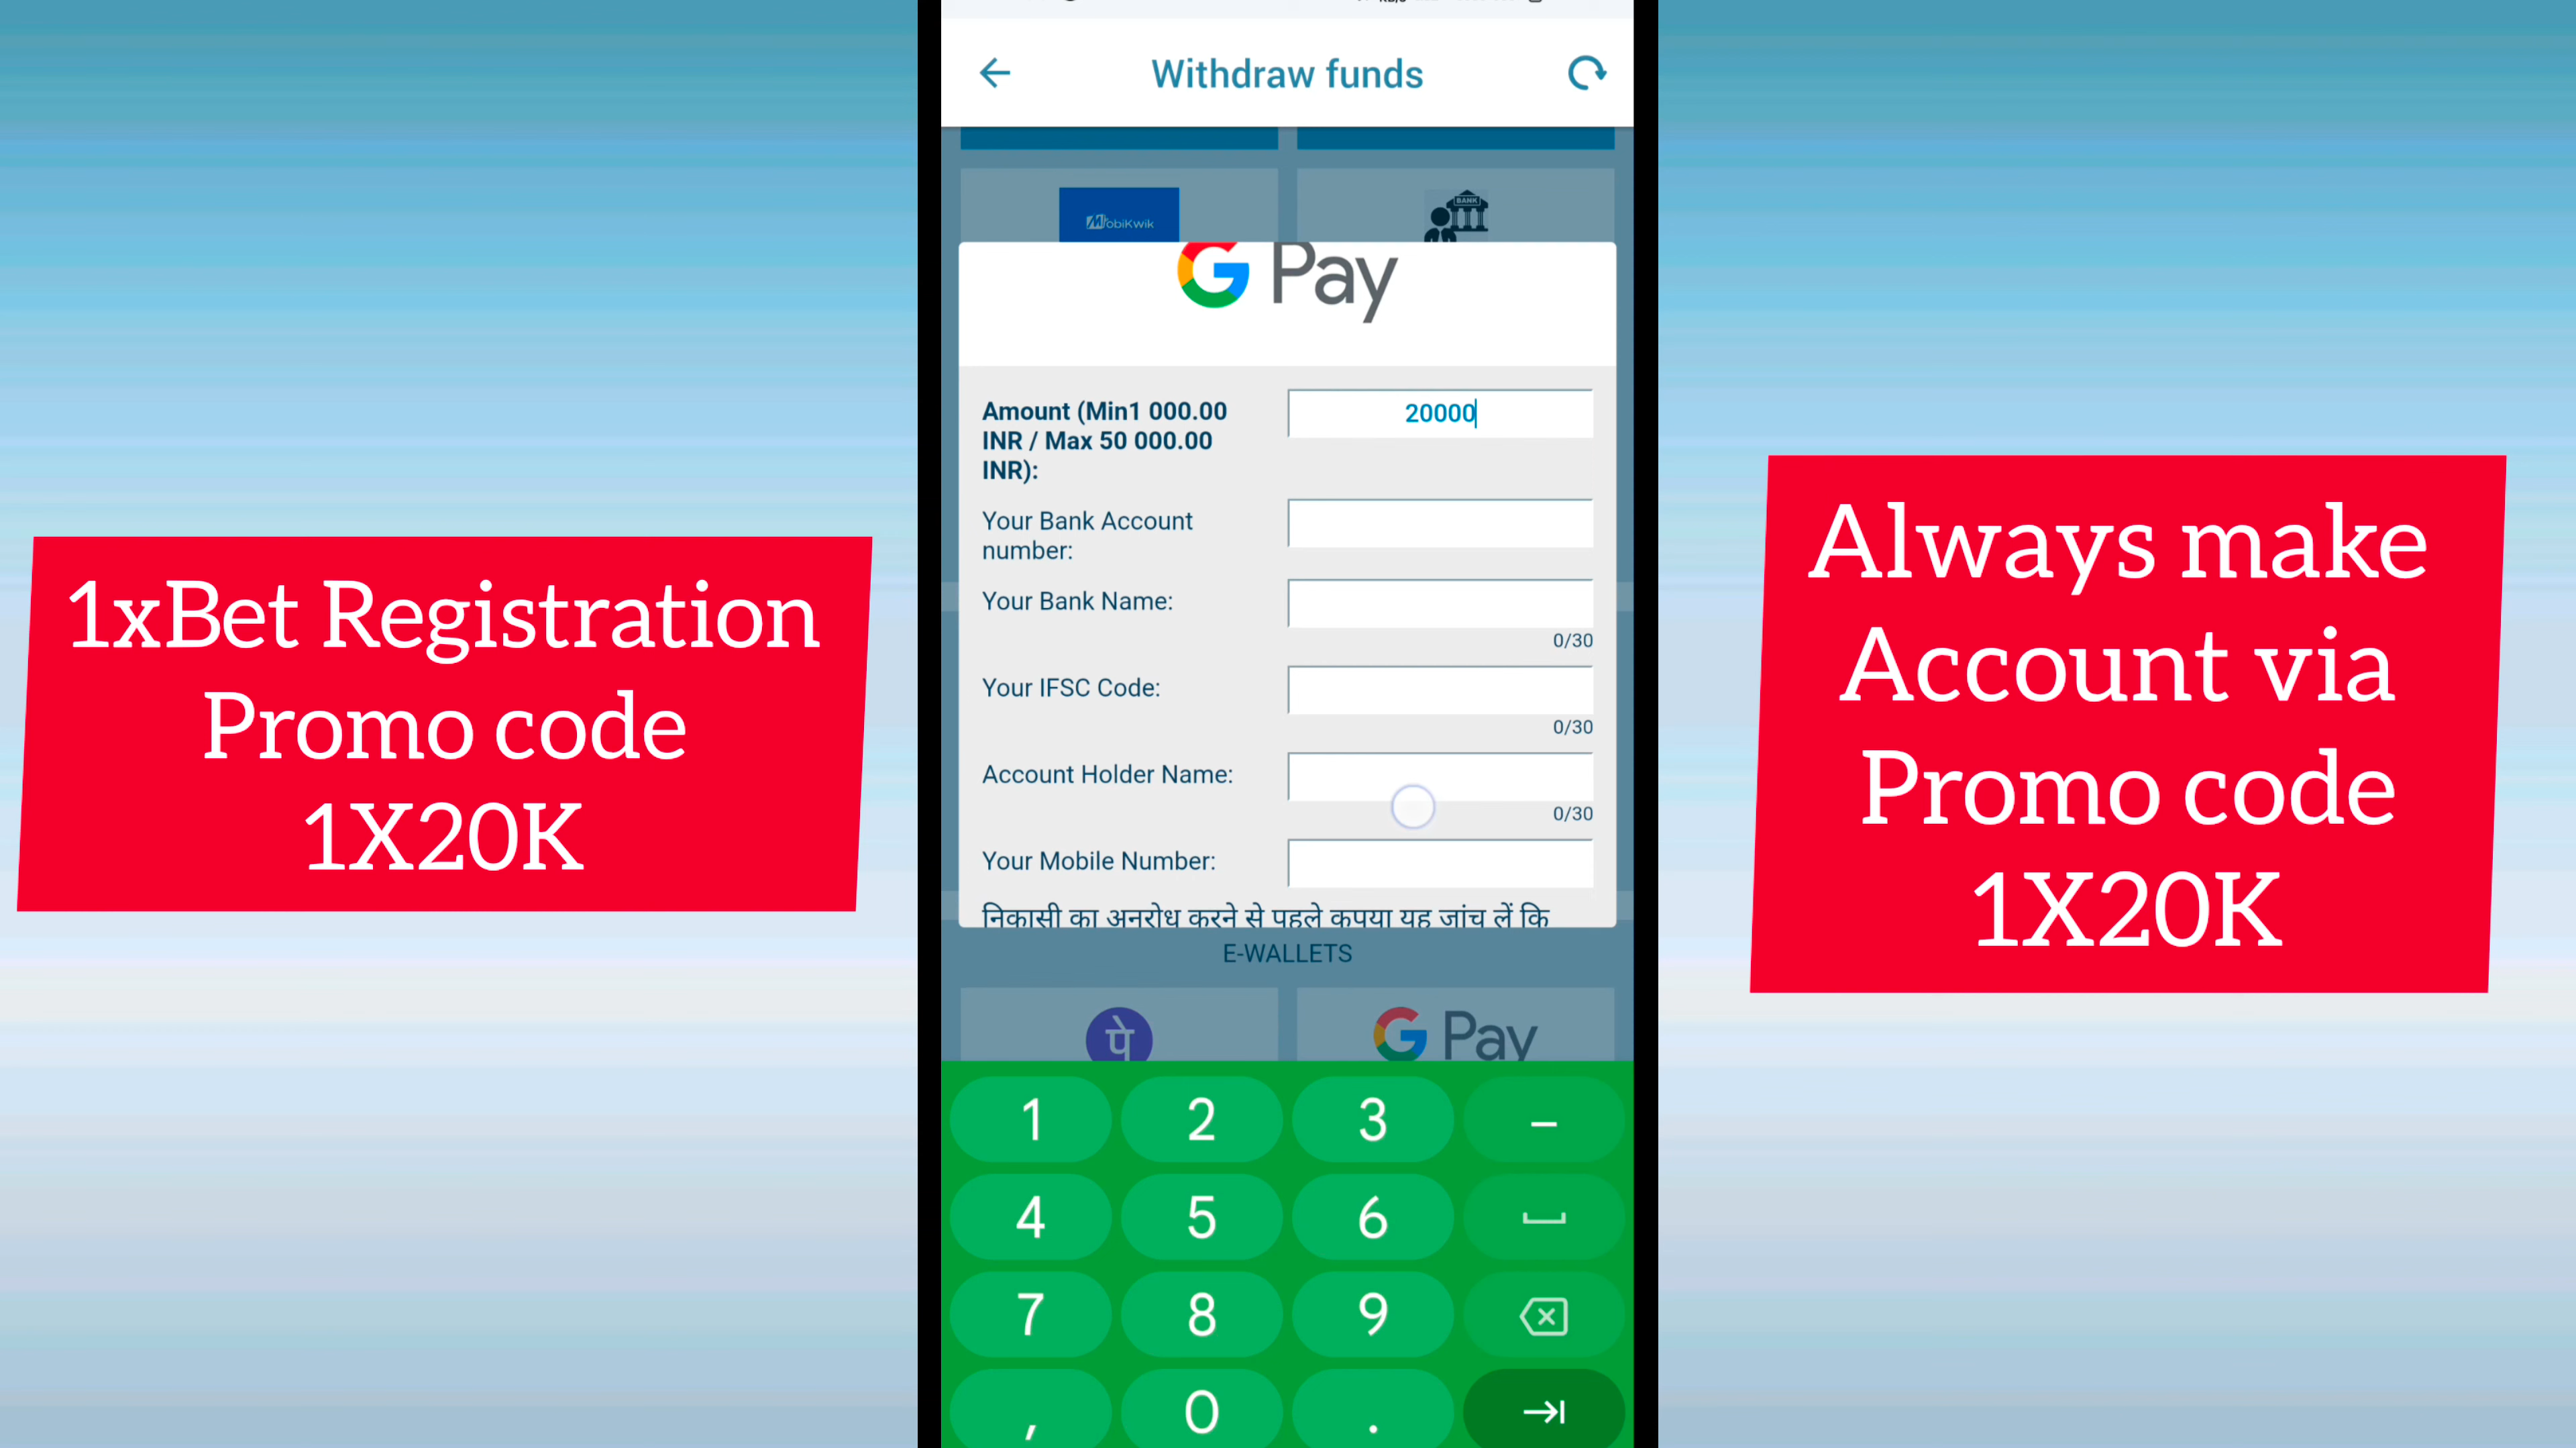 1xBet Registration
Promo code
1X20K
Withdraw funds
MobiKwik
BANK
G Pay
Amount (Min1 000.00
INR / Max 50 000.00
INR):
20000
Your Bank Account
number:
Your Bank Name:
0/30
Your IFSC Code:
0/30
Account Holder Name:
0/30
Your Mobile Number:
निकासी का अनुरोध करने से पहले कृपया यह जांच लें कि
E-WALLETS
पे
G Pay
1 2 3 –
4 5 6
7 8 9
, 0 .
Always make
Account via
Promo code
1X20K